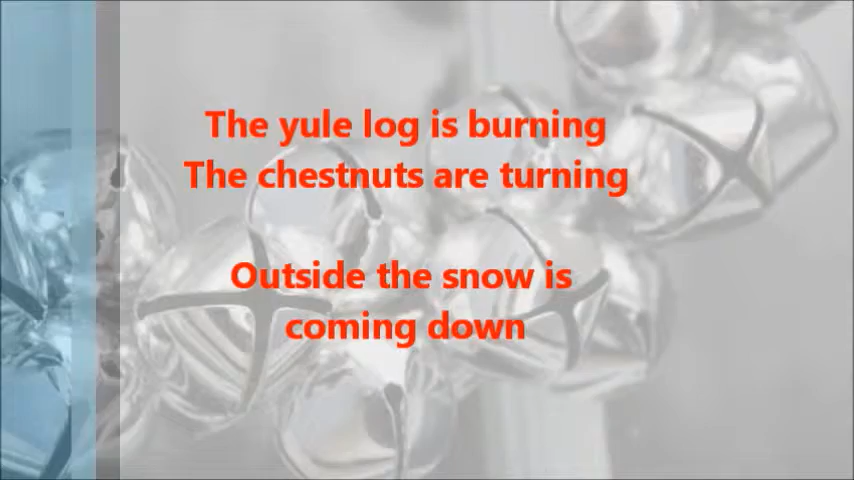 The yule log is burning
The chestnuts are turning
Outside the snow is
coming down